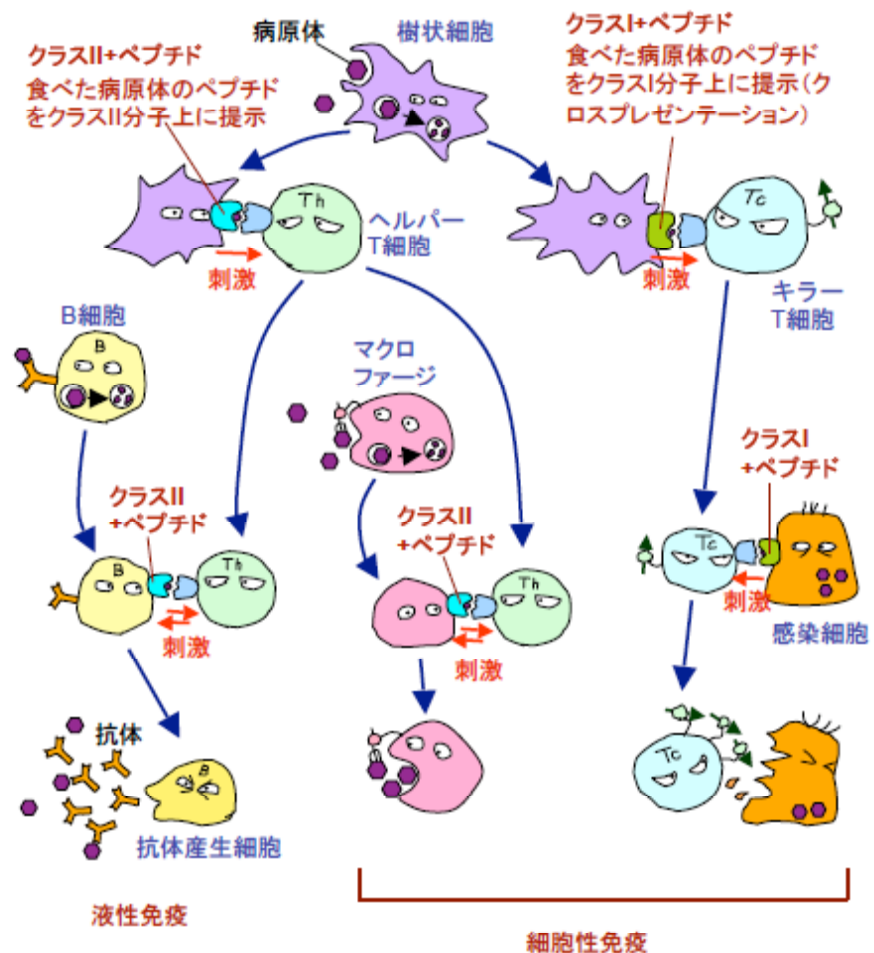 病原体
樹状細胞
クラスII+ペプチド
食べた病原体のペプチド
をクラスII分子上に提示
クラスI+ペプチド
食べた病原体のペプチド
をクラスI分子上に提示(ク
ロスプレゼンテーション)
Th
ヘルパー
T細胞
刺激
Tc
刺激
キラー
T細胞
B細胞
B
マクロ
ファージ
クラスII
+ペプチド
B
Th
刺激
クラスII
+ペプチド
Th
刺激
クラスI
+ペプチド
Tc
刺激
感染細胞
抗体
B
抗体産生細胞
Tc
液性免疫
細胞性免疫